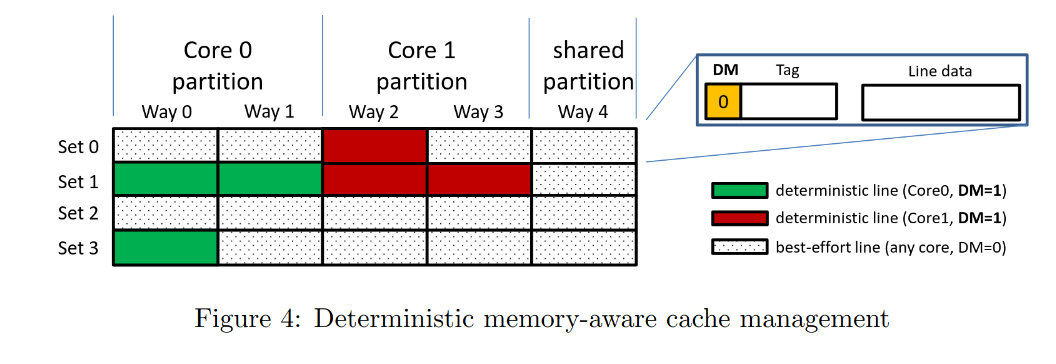 Core 0
partition
Core 1
partition
shared
partition
Way 0
Way 1
Way 2
Way 3
Way 4
Set 0
Set 1
Set 2
Set 3
DM
Tag
Line data
0
deterministic line (Core0, DM=1)
deterministic line (Core1, DM=1)
best-effort line (any core, DM=0)
Figure 4: Deterministic memory-aware cache management